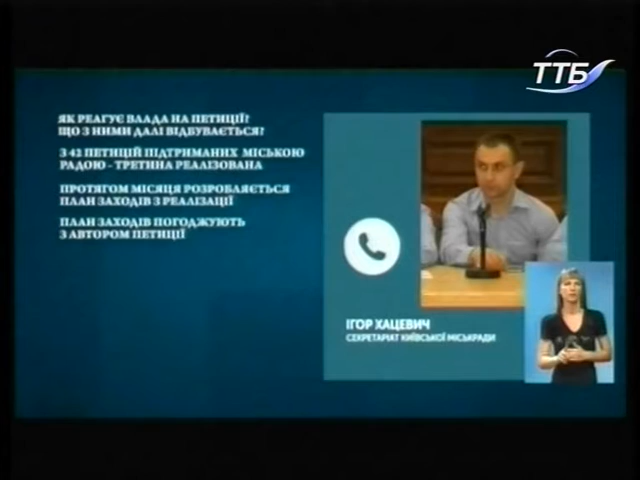 ТТБ
ЯК РЕАГУЄ ВЛАДА НА ПЕТИЦІЇ?
ЩО З НИМИ ДАЛІ ВІДБУВАЄТЬСЯ?
З 42 ПЕТИЦІЙ ПІДТРИМАНИХ МІСЬКОЮ
РАДОЮ - ТРЕТИНА РЕАЛІЗОВАНА
ПРОТЯГОМ МІСЯЦЯ РОЗРОБЛЯЄТЬСЯ
ПЛАН ЗАХОДІВ З РЕАЛІЗАЦІЇ
ПЛАН ЗАХОДІВ ПОГОДЖУЮТЬ
З АВТОРОМ ПЕТИЦІЇ
ІГОР ХАЦЕВИЧ
СЕКРЕТАРІАТ КИЇВСЬКОЇ МІСЬКРАДИ